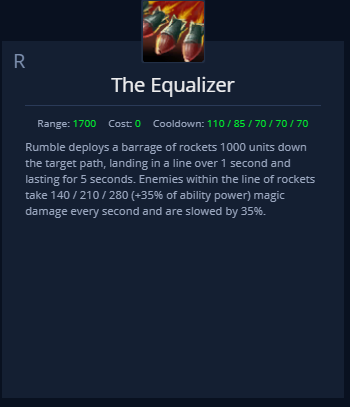 R
The Equalizer
Range: 1700 Cost: 0 Cooldown: 110 / 85 / 70 / 70 / 70
Rumble deploys a barrage of rockets 1000 units down
the target path, landing in a line over 1 second and
lasting for 5 seconds. Enemies within the line of rockets
take 140 / 210 / 280 (+35% of ability power) magic
damage every second and are slowed by 35%.